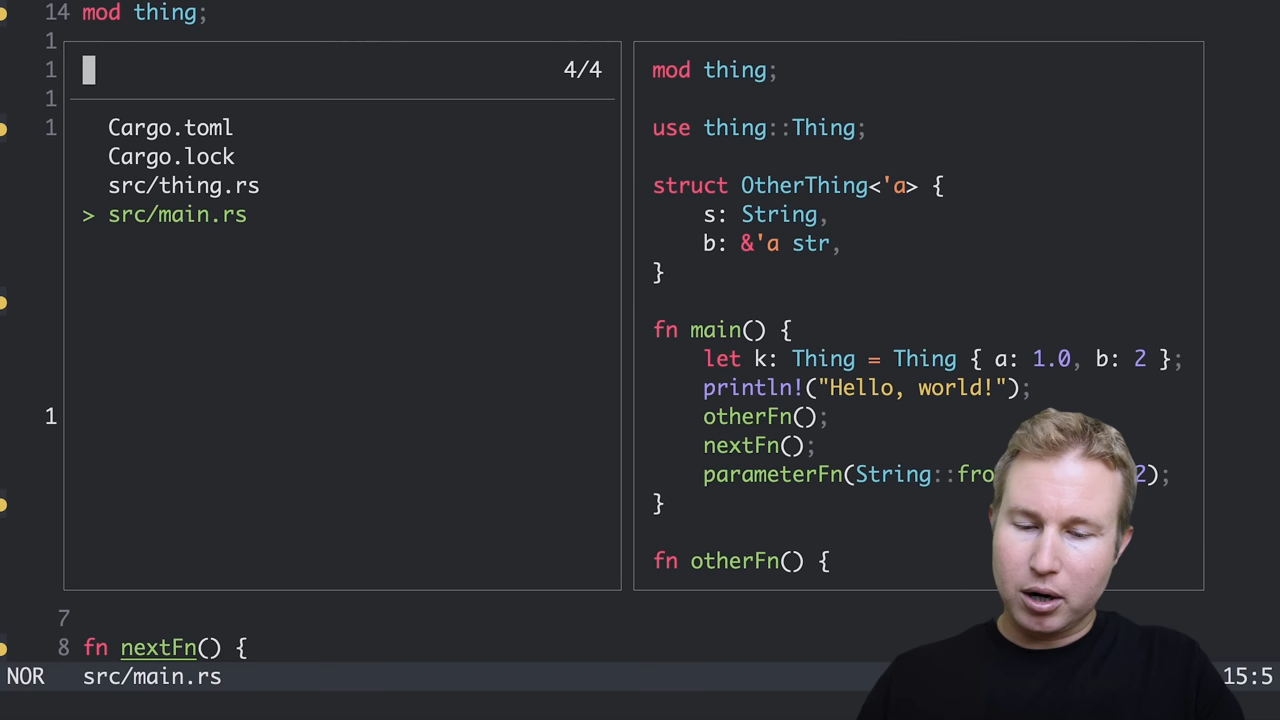 14 mod thing;
1
1
1
1
4/4
Cargo.toml
Cargo.lock
src/thing.rs
> src/main.rs
1
mod thing;
use thing::Thing;
struct OtherThing<'a> {
s: String,
b: &'a str,
}
fn main() {
let k: Thing = Thing { a: 1.0, b: 2 };
println!("Hello, world!");
otherFn();
nextFn();
parameterFn(String::fro 2);
}
fn otherFn() {
7
8 fn nextFn() {
NOR src/main.rs 15:5